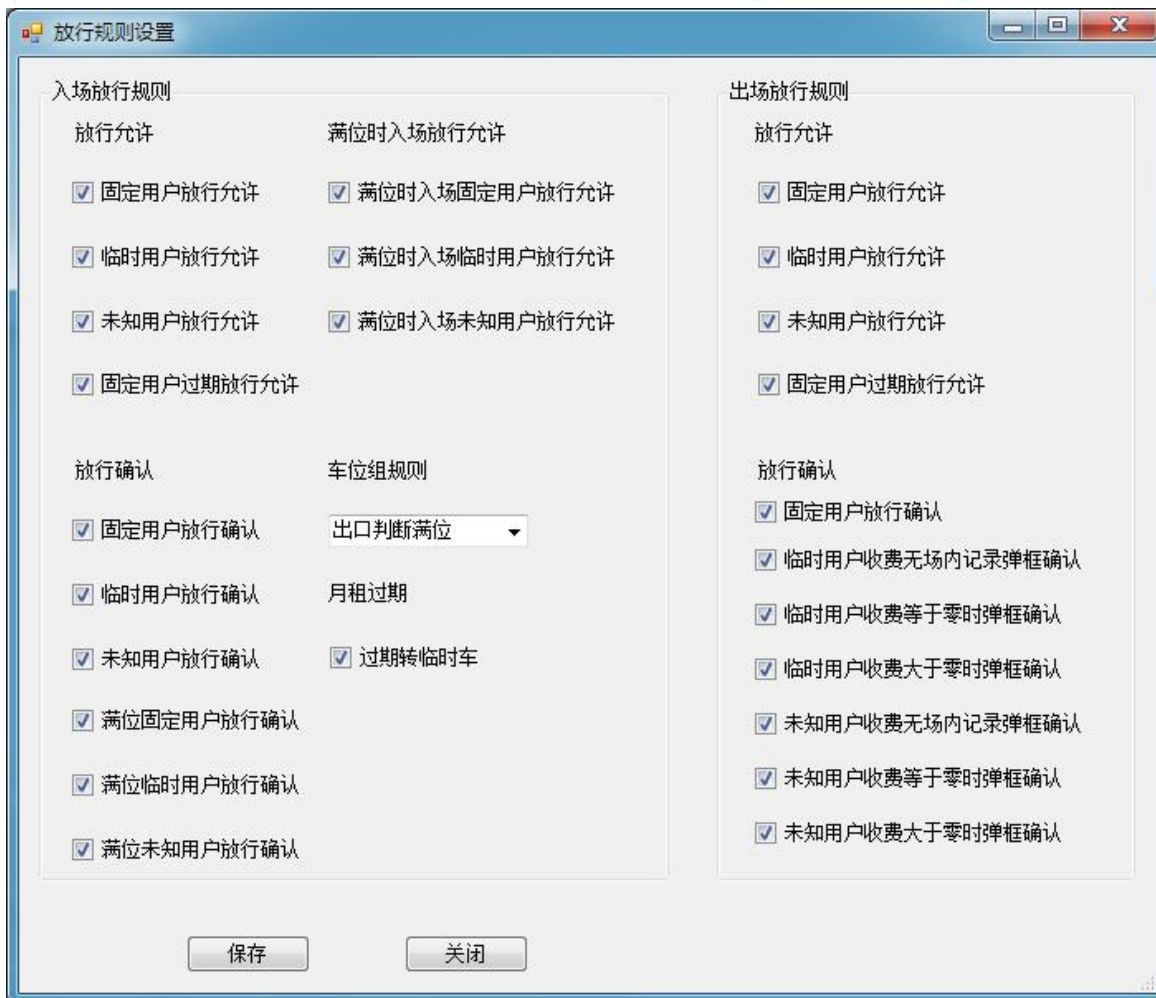 放行规则设置
入场放行规则
放行允许
满位时入场放行允许
固定用户放行允许
满位时入场固定用户放行允许
临时用户放行允许
满位时入场临时用户放行允许
未知用户放行允许
满位时入场未知用户放行允许
固定用户过期放行允许
放行确认
车位组规则
固定用户放行确认
出口判断满位
临时用户放行确认
月租过期
未知用户放行确认
过期转临时车
满位固定用户放行确认
满位临时用户放行确认
满位未知用户放行确认
出场放行规则
放行允许
固定用户放行允许
临时用户放行允许
未知用户放行允许
固定用户过期放行允许
放行确认
固定用户放行确认
临时用户收费无场内记录弹框确认
临时用户收费等于零时弹框确认
临时用户收费大于零时弹框确认
未知用户收费无场内记录弹框确认
未知用户收费等于零时弹框确认
未知用户收费大于零时弹框确认
保存
关闭